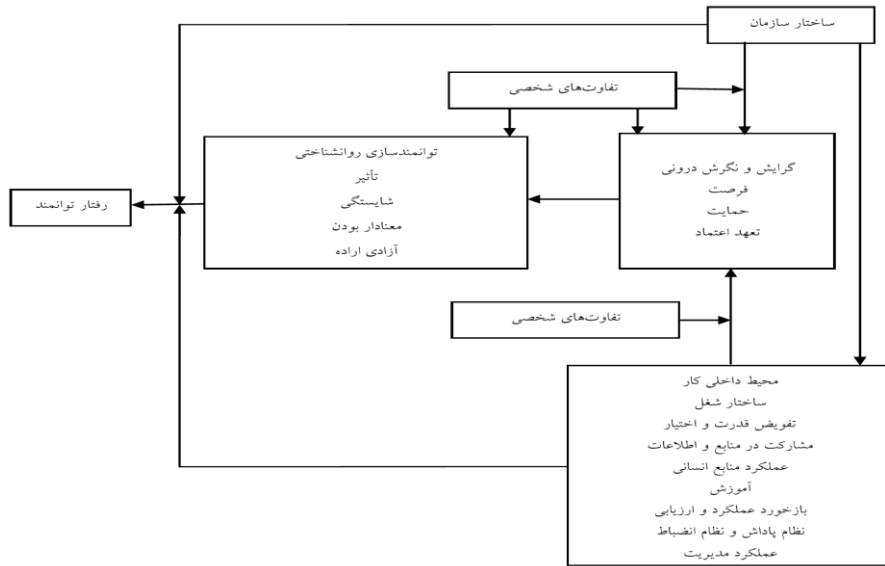 ساختار سازمان
تفاوت‌های شخصی
گرایش و نگرش درونی
فرصت
حمایت
تعهد اعتماد
توانمندسازی روانشناختی
تأثیر
شایستگی
معنادار بودن
آزادی اراده
رفتار توانمند
تفاوت‌های شخصی
محیط داخلی کار
ساختار شغل
تفویض قدرت و اختیار
مشارکت در منابع و اطلاعات
عملکرد منابع انسانی
آموزش
بازخورد عملکرد و ارزیابی
نظام پاداش و نظام انضباط
عملکرد مدیریت